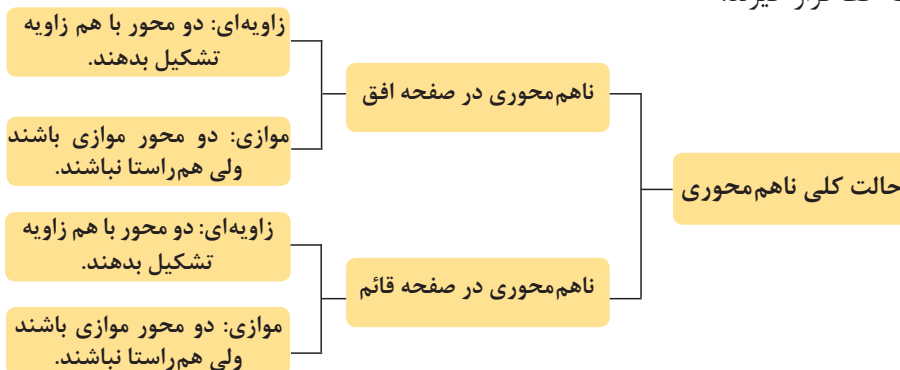 زاویه‌ای: دو محور با هم زاویه
تشکیل بدهند.
ناهم‌محوری در صفحه افق
موازی: دو محور موازی باشند
ولی هم‌راستا نباشند.
حالت کلی ناهم‌محوری
زاویه‌ای: دو محور با هم زاویه
تشکیل بدهند.
ناهم‌محوری در صفحه قائم
موازی: دو محور موازی باشند
ولی هم‌راستا نباشند.